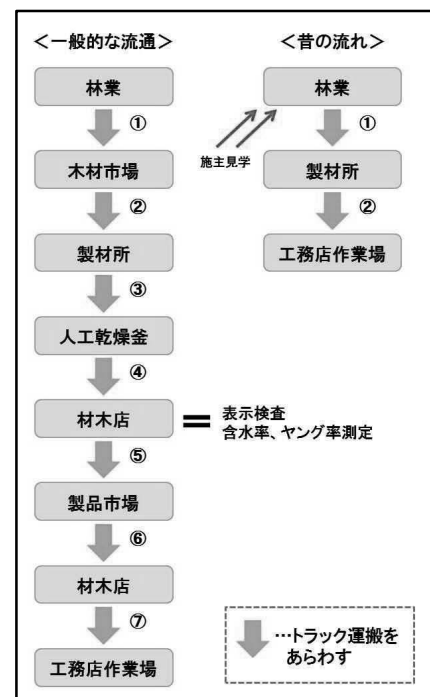 <一般的な流通>
林業
①
木材市場
②
製材所
③
人工乾燥釜
④
材木店
表示検査
含水率、ヤング率測定
⑤
製品市場
⑥
材木店
⑦
工務店作業場
<昔の流れ>
林業
施主見学
①
製材所
②
工務店作業場
…トラック運搬を
あらわす